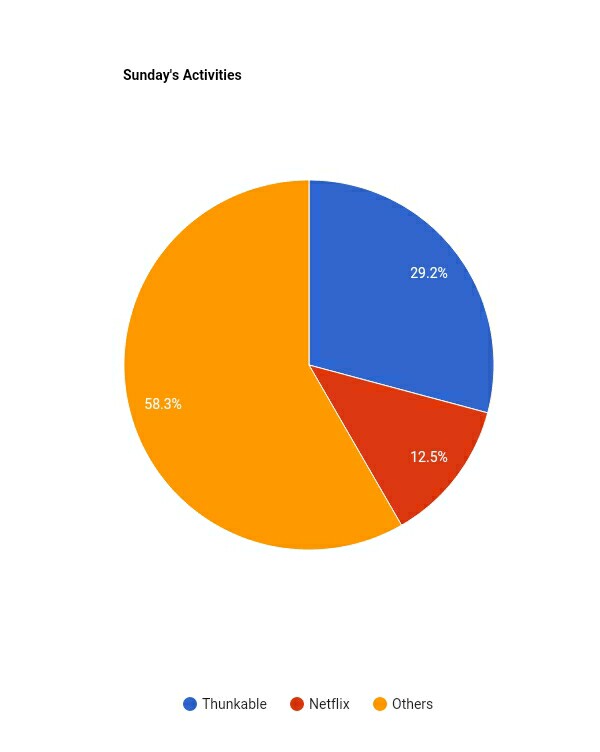 Sunday's Activities
29.2%
58.3%
12.5%
Thunkable Netflix Others